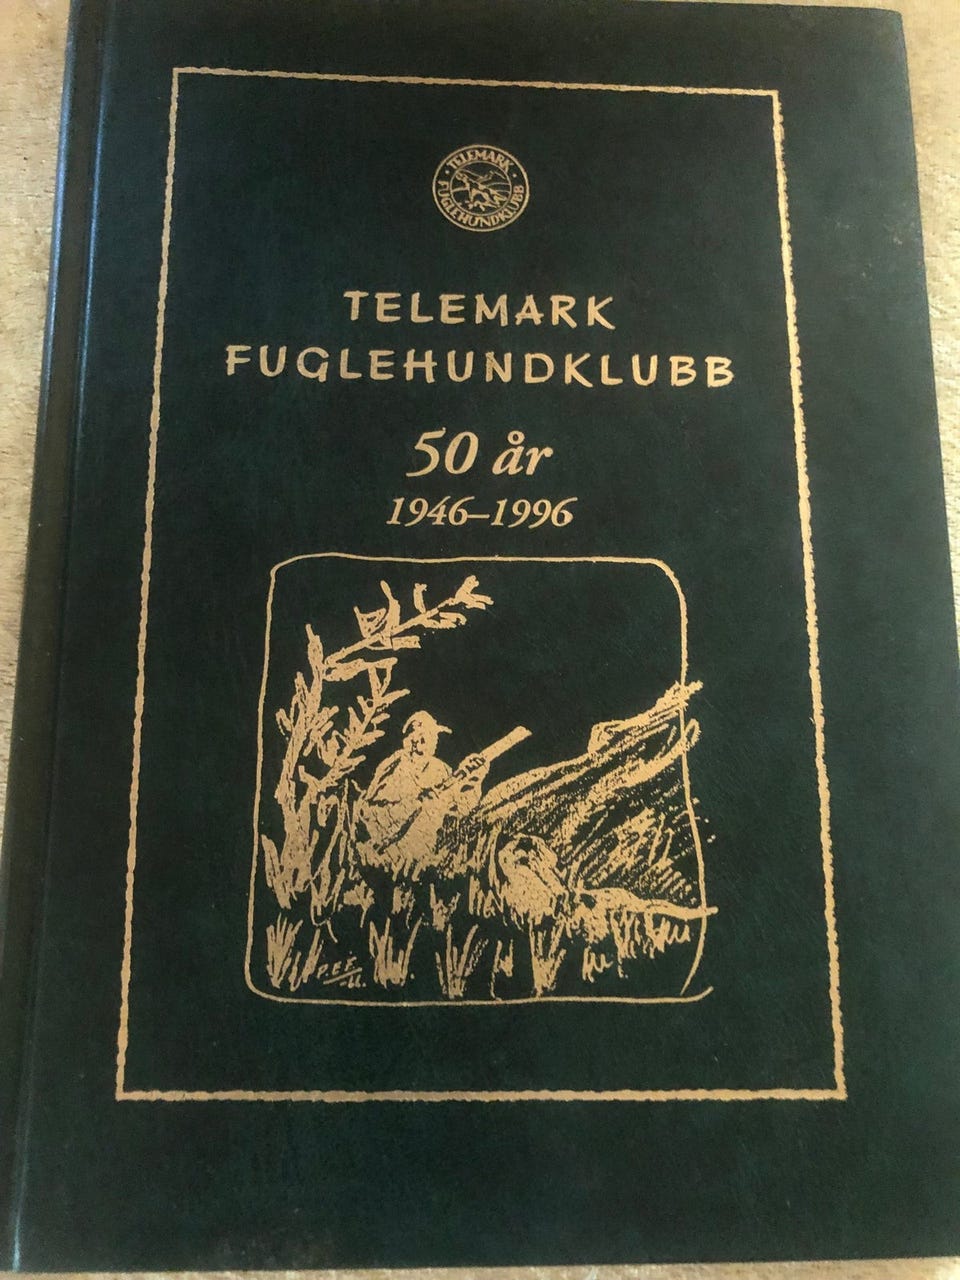 TELEMARK
FUGLEHUNDKLUBB
TELEMARK
FUGLEHUNDKLUBB
50 år
1946–1996
P.E.F.